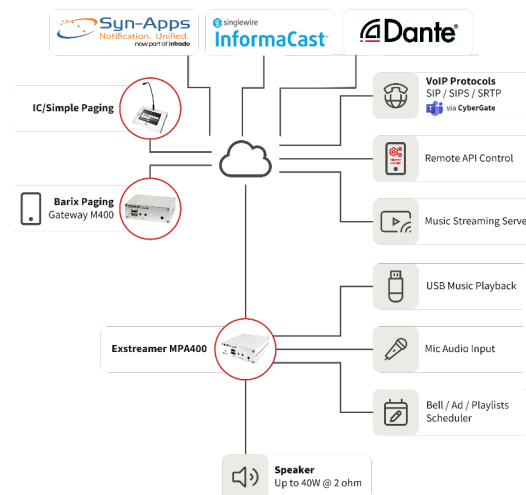 Syn-Apps
Notification. Unified.
now part of Intrado
singlewire
InformaCast
Dante
IC/Simple Paging
VoIP Protocols
SIP / SIPS / SRTP
via CyberGate
Remote API Control
Barix Paging
Gateway M400
Music Streaming Serve
USB Music Playback
Exstreamer MPA400
Mic Audio Input
Bell / Ad / Playlists
Scheduler
Speaker
Up to 40W @ 2 ohm